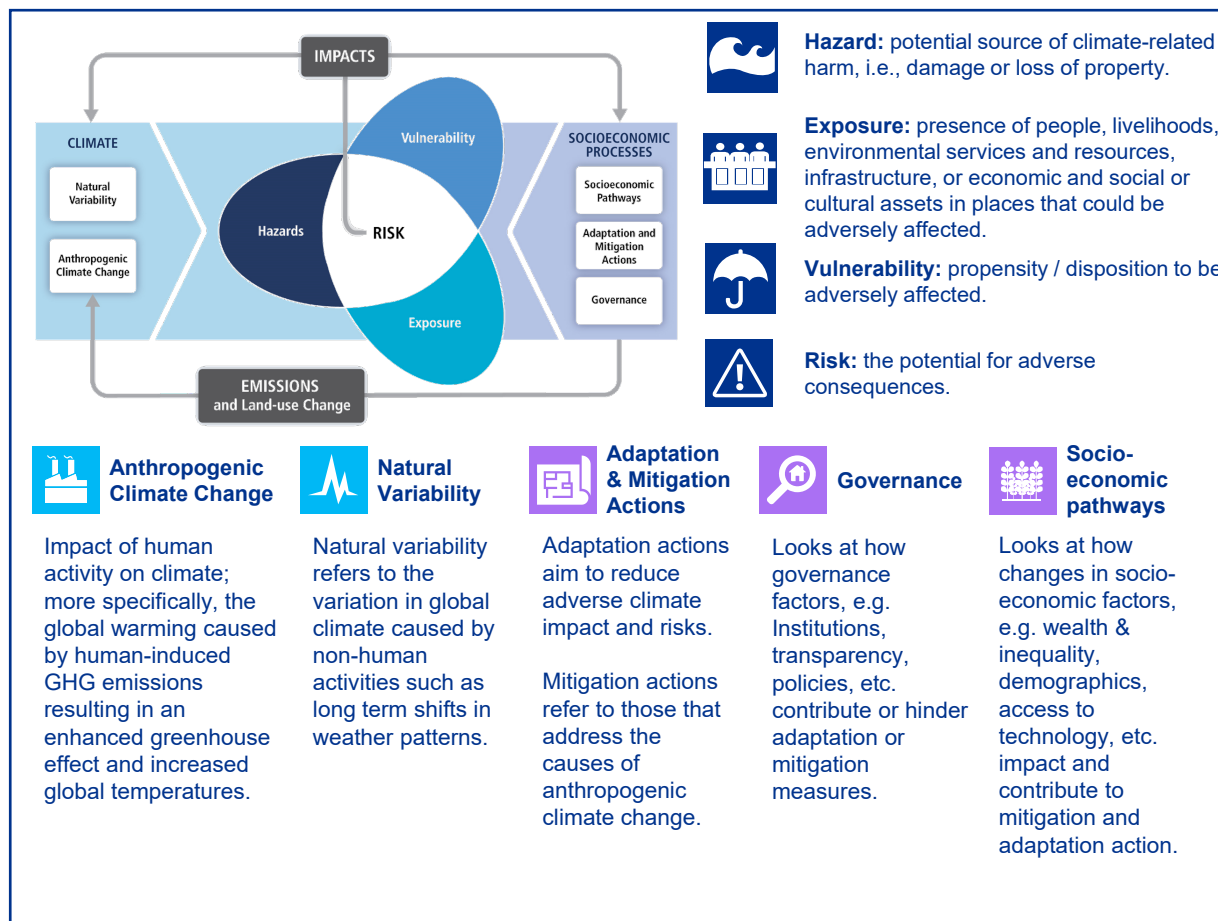 IMPACTS
CLIMATE
Natural
Variability
Anthropogenic
Climate Change
Vulnerability
Hazards
RISK
Exposure
SOCIOECONOMIC
PROCESSES
Socioeconomic
Pathways
Adaptation and
Mitigation
Actions
Governance
EMISSIONS
and Land-use Change
Hazard: potential source of climate-related
harm, i.e., damage or loss of property.
Exposure: presence of people, livelihoods,
environmental services and resources,
infrastructure, or economic and social or
cultural assets in places that could be
adversely affected.
Vulnerability: propensity / disposition to be
adversely affected.
Risk: the potential for adverse
consequences.
Anthropogenic
Climate Change
Impact of human
activity on climate;
more specifically, the
global warming caused
by human-induced
GHG emissions
resulting in an
enhanced greenhouse
effect and increased
global temperatures.
Natural
Variability
Natural variability
refers to the
variation in global
climate caused by
non-human
activities such as
long term shifts in
weather patterns.
Adaptation
& Mitigation
Actions
Adaptation actions
aim to reduce
adverse climate
impact and risks.
Mitigation actions
refer to those that
address the
causes of
anthropogenic
climate change.
Governance
Looks at how
governance
factors, e.g.
Institutions,
transparency,
policies, etc.
contribute or hinder
adaptation or
mitigation
measures.
Socio-
economic
pathways
Looks at how
changes in socio-
economic factors,
e.g. wealth &
inequality,
demographics,
access to
technology, etc.
impact and
contribute to
mitigation and
adaptation action.